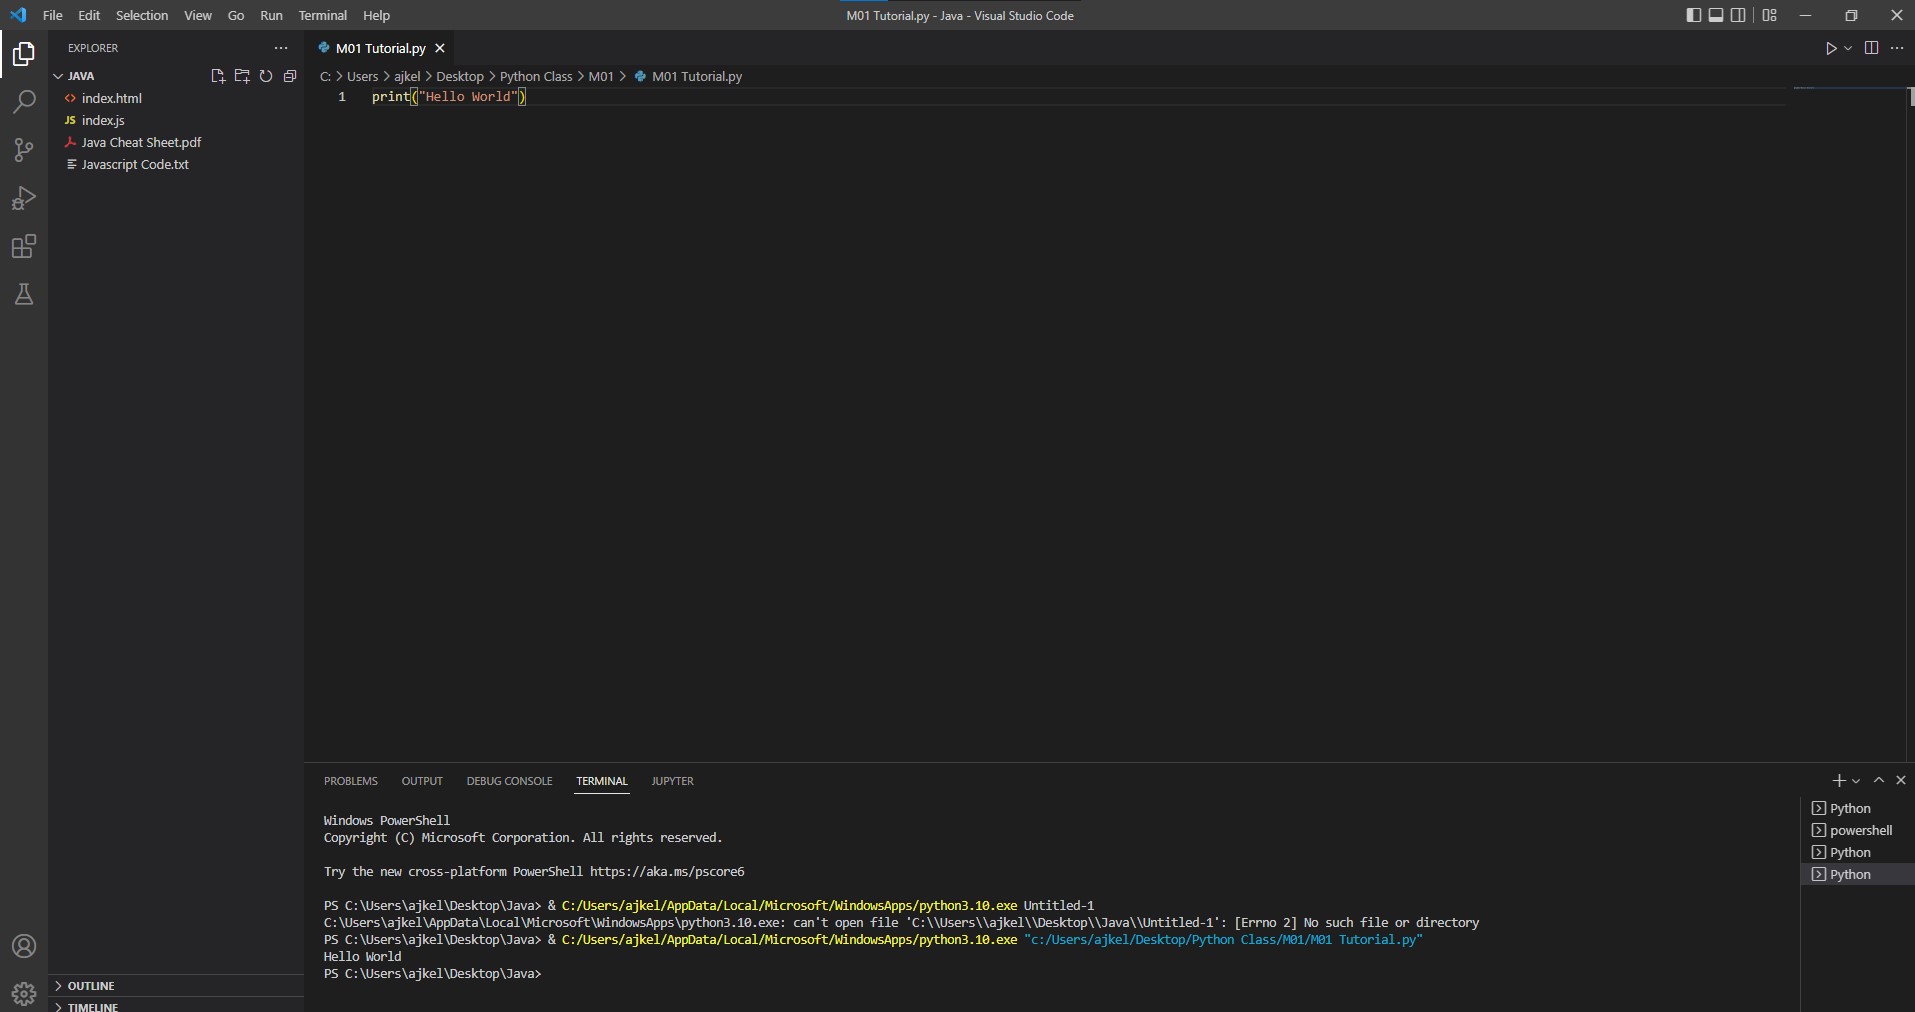 File Edit Selection View Go Run Terminal Help
M01 Tutorial.py - Java - Visual Studio Code
EXPLORER
JAVA
index.html
JS index.js
Java Cheat Sheet.pdf
Javascript Code.txt
OUTLINE
TIMELINE
M01 Tutorial.py
C: > Users > ajkel > Desktop > Python Class > M01 > M01 Tutorial.py
1 print("Hello World")
PROBLEMS OUTPUT DEBUG CONSOLE TERMINAL JUPYTER
Windows PowerShell
Copyright (C) Microsoft Corporation. All rights reserved.
Try the new cross-platform PowerShell https://aka.ms/pscore6
PS C:\Users\ajkel\Desktop\Java> & C:/Users/ajkel/AppData/Local/Microsoft/WindowsApps/python3.10.exe Untitled-1
C:\Users\ajkel\AppData\Local\Microsoft\WindowsApps\python3.10.exe: can't open file 'C:\\Users\\ajkel\\Desktop\\Java\\Untitled-1': [Errno 2] No such file or directory
PS C:\Users\ajkel\Desktop\Java> & C:/Users/ajkel/AppData/Local/Microsoft/WindowsApps/python3.10.exe "c:/Users/ajkel/Desktop/Python Class/M01/M01 Tutorial.py"
Hello World
PS C:\Users\ajkel\Desktop\Java>
Python
powershell
Python
Python